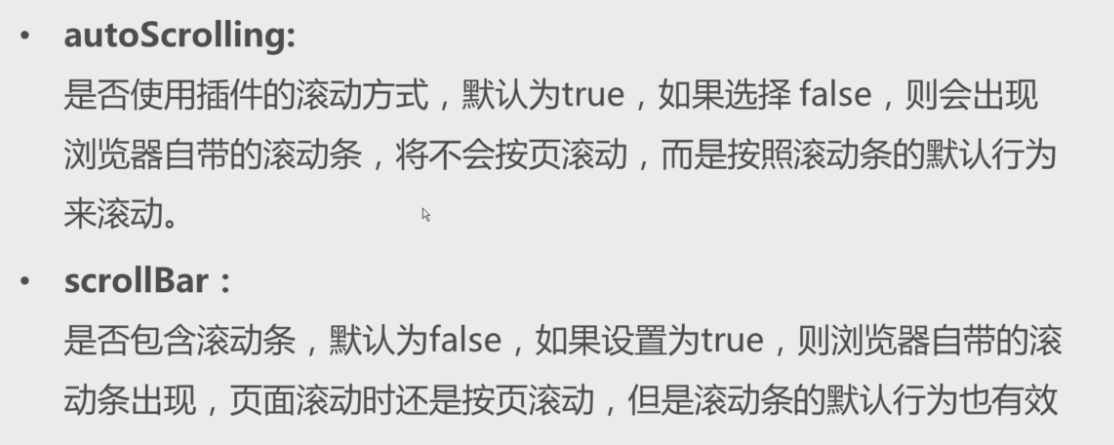 • autoScrolling:
是否使用插件的滚动方式，默认为true，如果选择 false，则会出现
浏览器自带的滚动条，将不会按页滚动，而是按照滚动条的默认行为
来滚动。
• scrollBar：
是否包含滚动条，默认为false，如果设置为true，则浏览器自带的滚
动条出现，页面滚动时还是按页滚动，但是滚动条的默认行为也有效